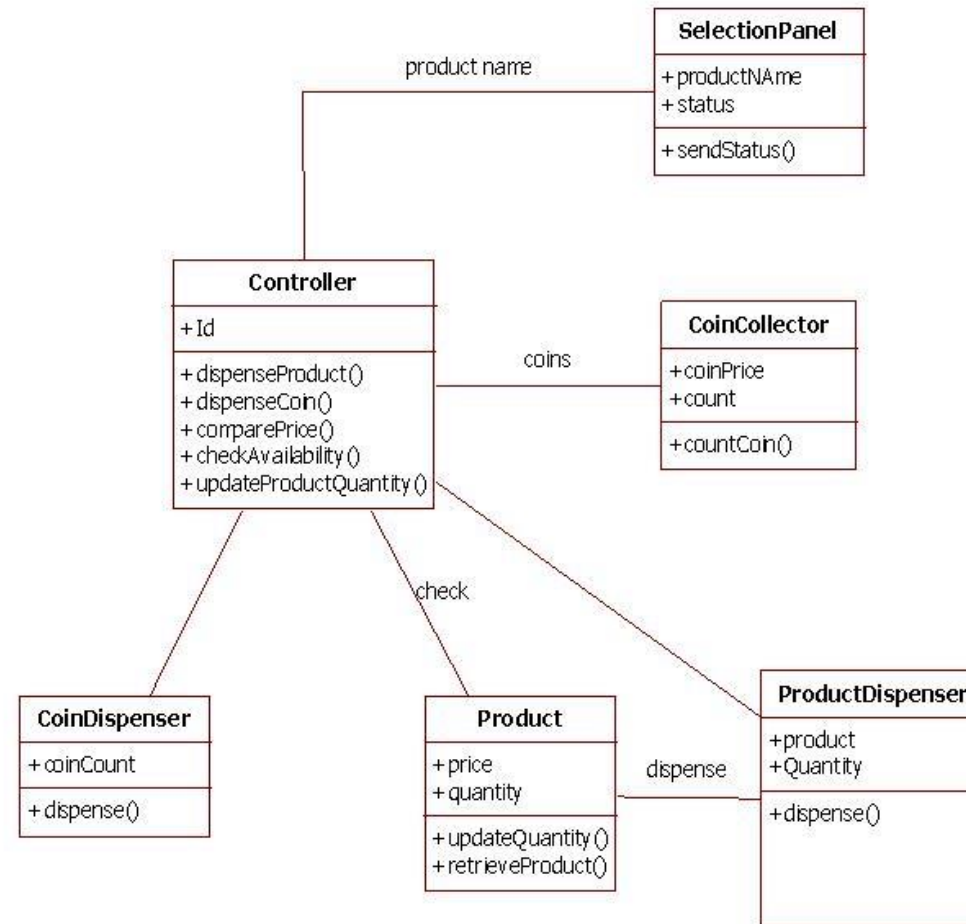 SelectionPanel
+productNAme
+status
+sendStatus()
product name
Controller
+Id
+dispenseProduct()
+dispenseCoin()
+comparePrice()
+checkAvailability()
+updateProductQuantity()
coins
CoinCollector
+coinPrice
+count
+countCoin()
check
CoinDispenser
+coinCount
+dispense()
Product
+price
+quantity
+updateQuantity()
+retrieveProduct()
dispense
ProductDispenser
+product
+Quantity
+dispense()